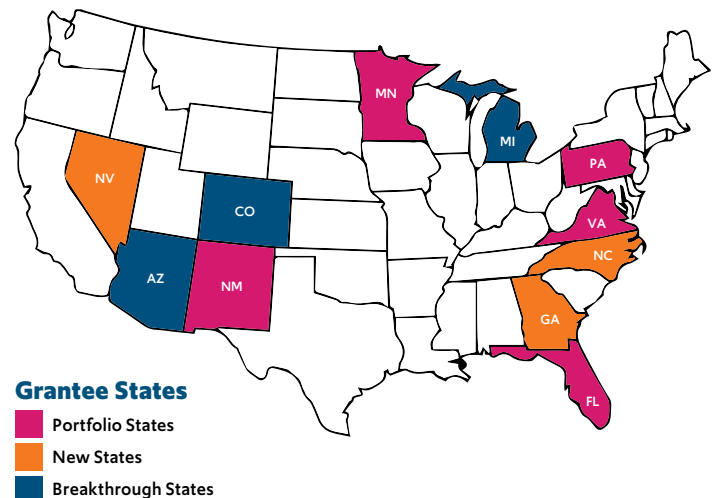 MN
MI
PA
NV
CO
VA
NC
AZ
NM
GA
FL
Grantee States
Portfolio States
New States
Breakthrough States